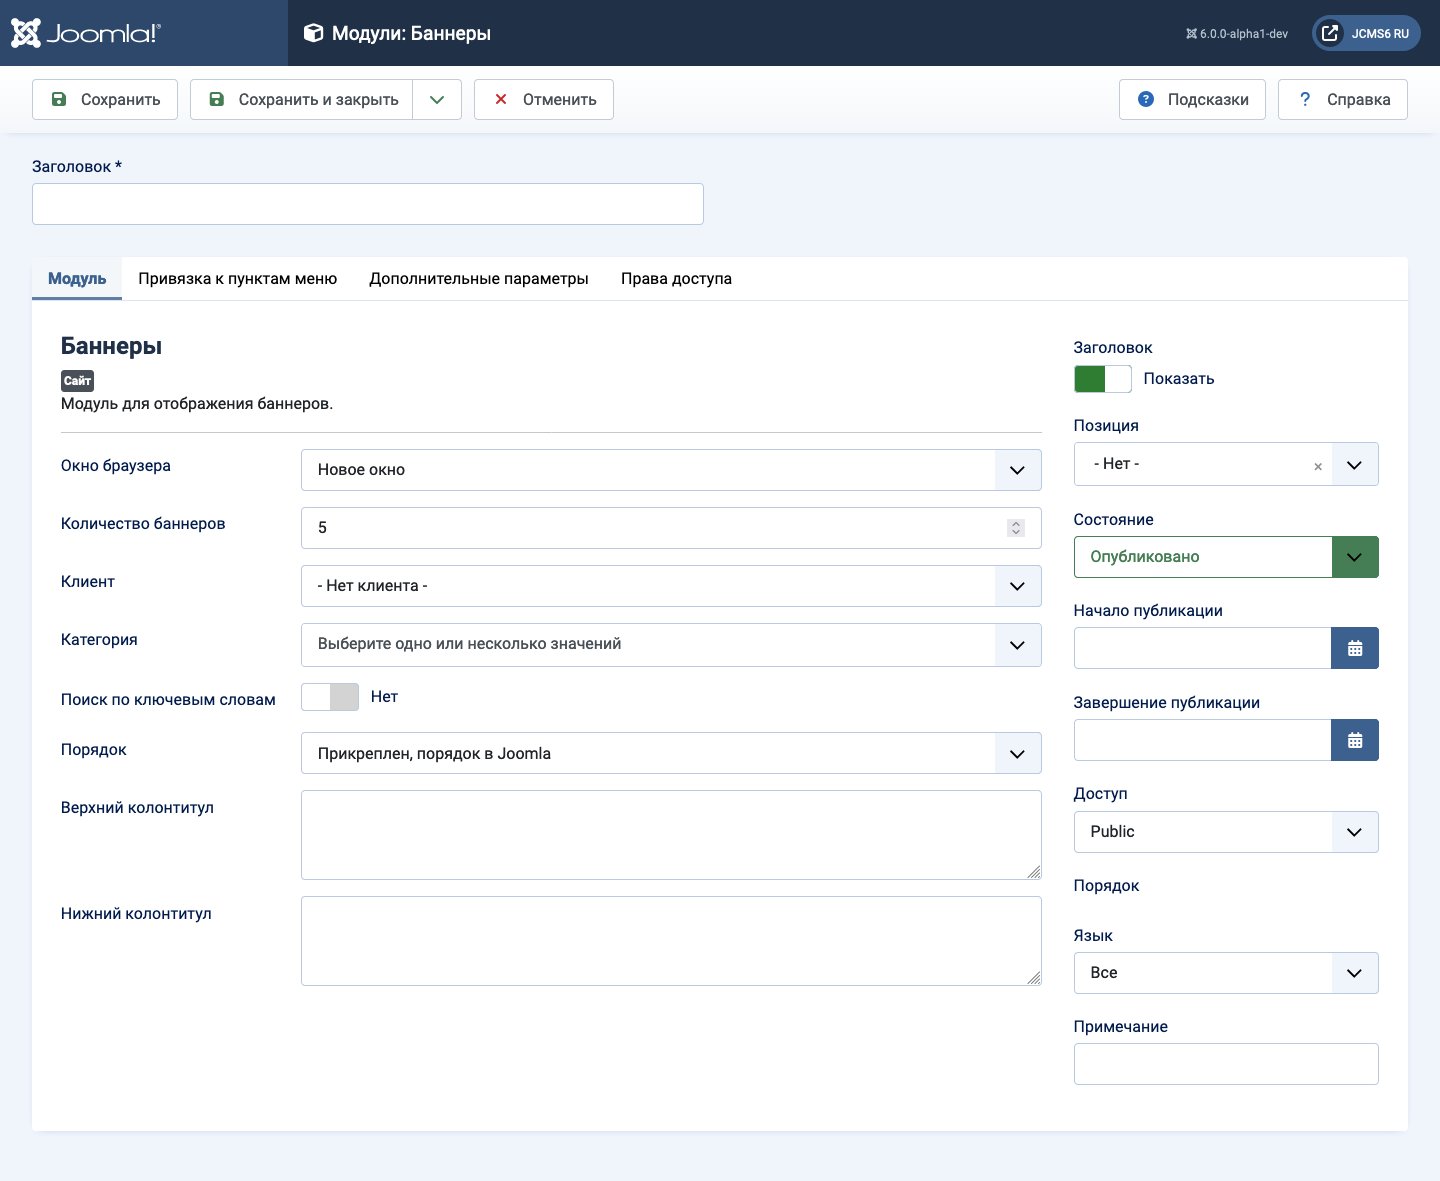 Joomla!®
Модули: Баннеры
6.0.0-alpha1-dev
JCMS6 RU
Сохранить
Сохранить и закрыть
Отменить
Подсказки
Справка
Заголовок *
Модуль
Привязка к пунктам меню
Дополнительные параметры
Права доступа
Баннеры
Сайт
Модуль для отображения баннеров.
Окно браузера
Новое окно
Количество баннеров
5
Клиент
- Нет клиента -
Категория
Выберите одно или несколько значений
Поиск по ключевым словам
Нет
Порядок
Прикреплен, порядок в Joomla
Верхний колонтитул
Нижний колонтитул
Заголовок
Показать
Позиция
- Нет -
Состояние
Опубликовано
Начало публикации
Завершение публикации
Доступ
Public
Порядок
Язык
Все
Примечание